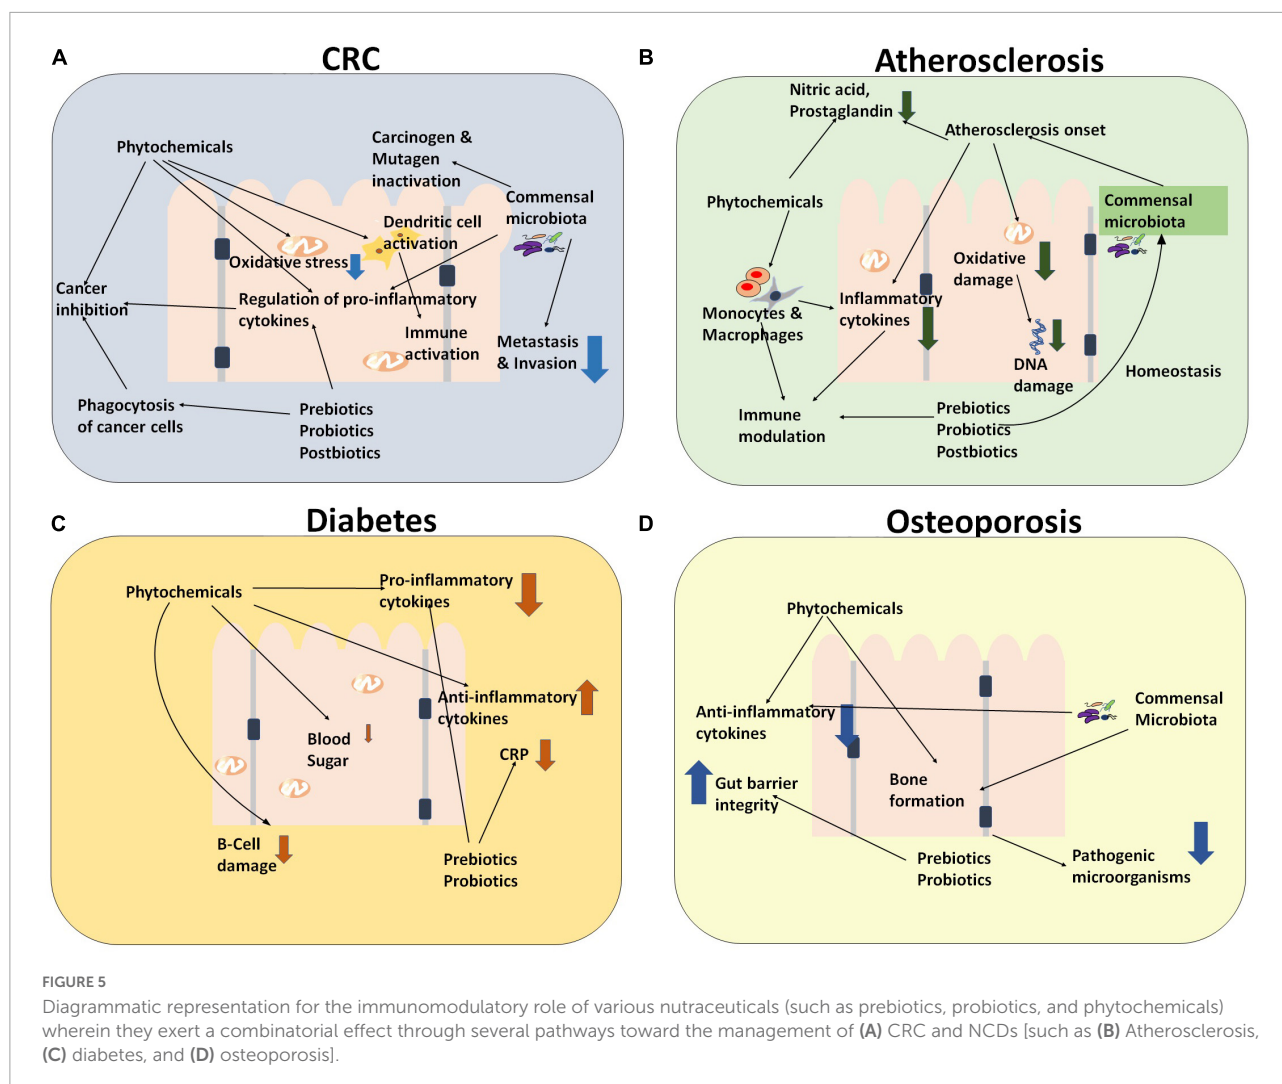 A
CRC
Phytochemicals
Carcinogen &
Mutagen
inactivation
Commensal
microbiota
Dendritic cell
activation
Oxidative stress
Cancer
inhibition
Regulation of pro-inflammatory
cytokines
Immune
activation
Metastasis
& Invasion
Phagocytosis
of cancer cells
Prebiotics
Probiotics
Postbiotics
B
Atherosclerosis
Nitric acid,
Prostaglandin
Atherosclerosis onset
Phytochemicals
Commensal
microbiota
Oxidative
damage
Monocytes &
Macrophages
Inflammatory
cytokines
DNA
damage
Homeostasis
Immune
modulation
Prebiotics
Probiotics
Postbiotics
C
Diabetes
Phytochemicals
Pro-inflammatory
cytokines
Anti-inflammatory
cytokines
Blood
Sugar
CRP
B-Cell
damage
Prebiotics
Probiotics
D
Osteoporosis
Phytochemicals
Anti-inflammatory
cytokines
Commensal
Microbiota
Gut barrier
integrity
Bone
formation
Prebiotics
Probiotics
Pathogenic
microorganisms
FIGURE 5
Diagrammatic representation for the immunomodulatory role of various nutraceuticals (such as prebiotics, probiotics, and phytochemicals)
wherein they exert a combinatorial effect through several pathways toward the management of (A) CRC and NCDs [such as (B) Atherosclerosis,
(C) diabetes, and (D) osteoporosis].